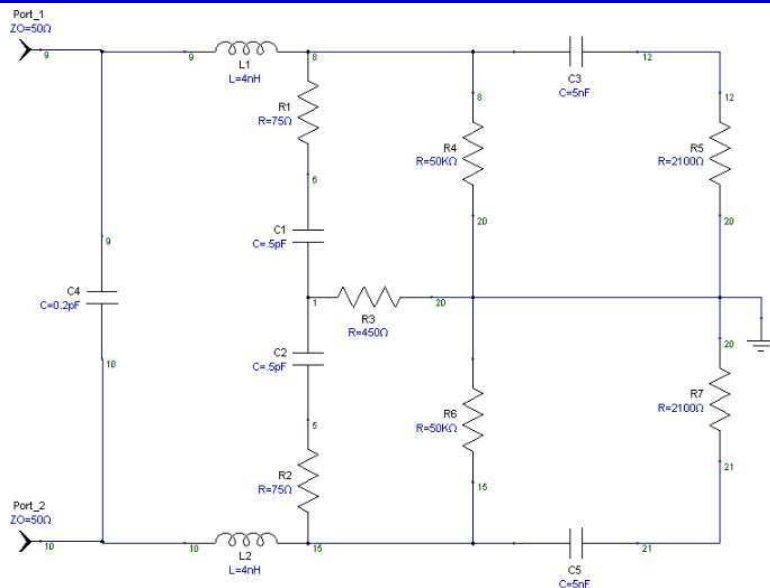 Port_1
ZO=50Ω
9
9
L1
L=4nH
8
C3
C=5nF
12
R1
R=75Ω
8
12
R4
R=50KΩ
R5
R=2100Ω
6
20
20
C1
C=.5pF
9
C4
C=0.2pF
1
R3
R=450Ω
20
C2
C=.5pF
10
20
R6
R=50KΩ
R7
R=2100Ω
5
R2
R=75Ω
15
21
Port_2
ZO=50Ω
10
10
L2
L=4nH
15
C5
C=5nF
21